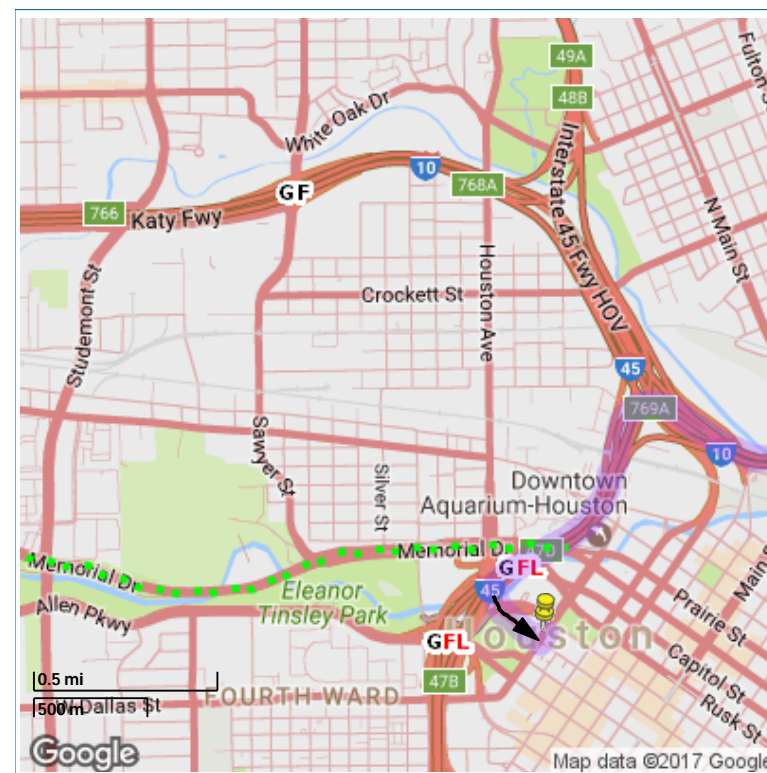 49A
48B
Fulton St
White Oak Dr
Interstate 45 Fwy HOV
10
768A
GF
766
Katy Fwy
N Main St
Houston Ave
Crockett St
Studemont St
45
769A
10
Sawyer St
Silver St
Downtown
Aquarium-Houston
Memorial Dr
Memorial Dr
GFL
Eleanor
Tinsley Park
45
Allen Pkwy
Prairie St
Main
Houston
GFL
Capitol St
0.5 mi
47B
FOURTH WARD
500 m
W Dallas St
Rusk St
Google
Map data ©2017 Google